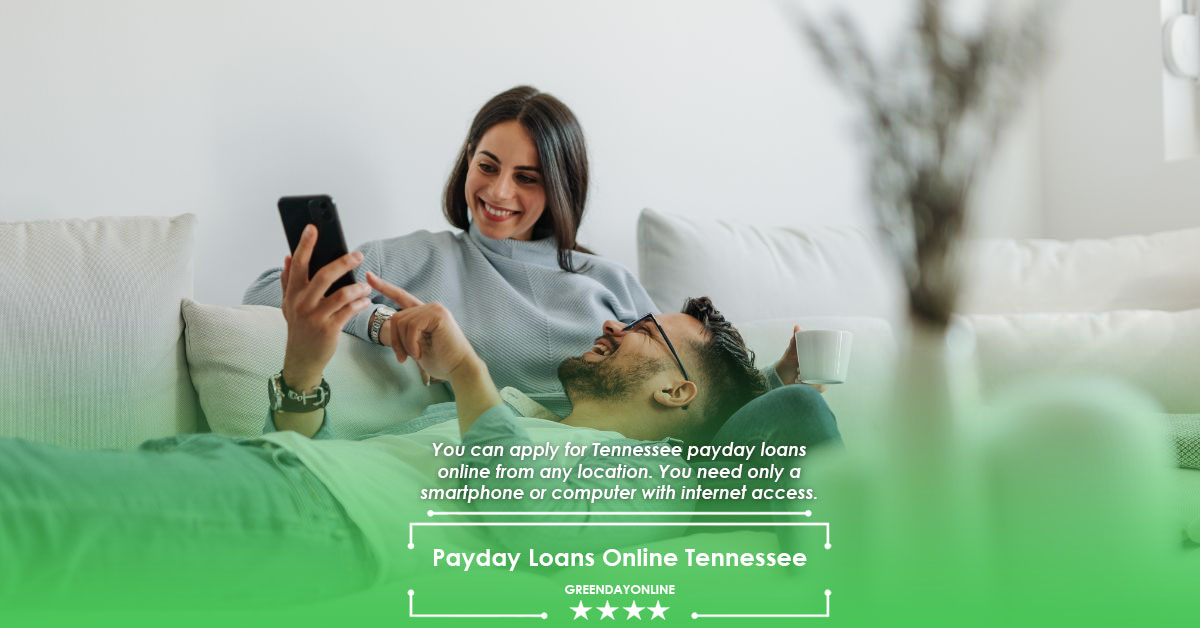 You can apply for Tennessee payday loans
online from any location. You need only a
smartphone or computer with internet access.
Payday Loans Online Tennessee
GREENDAYONLINE